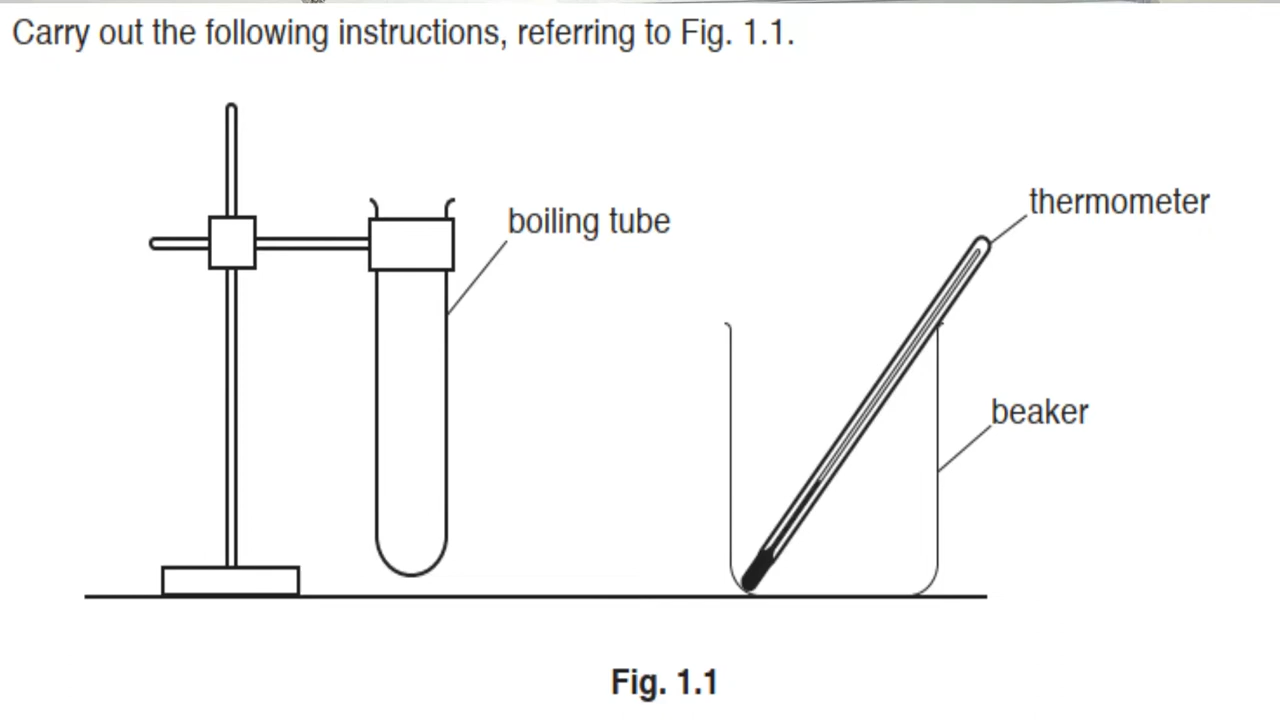 Carry out the following instructions, referring to Fig. 1.1.
thermometer
boiling tube
beaker
Fig. 1.1